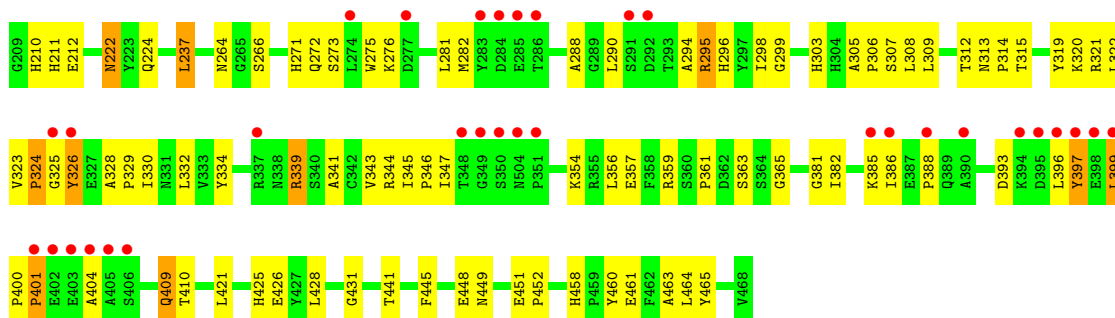 G209 H210 H211 E212 N222 Y223 Q224 L237 N264 G265 S266 H271 Q272 S273 L274 W275 K276 D277 L281 M282 Y283 D284 E285 T286 A288 G289 L290 S291 D292 T293 A294 R295 H296 Y297 I298 G299 H303 H304 A305 P306 S307 L308 L309 T312 N313 P314 T315 Y319 K320 R321 L322
V323 P324 G325 Y326 E327 A328 P329 I330 N331 L332 V333 Y334 R337 N338 R339 S340 A341 C342 V343 R344 I345 P346 I347 T348 G349 S350 N504 P351 K354 R355 L356 E357 F358 R359 S360 P361 D362 S363 S364 G365 G381 I382 K385 I386 E387 P388 Q389 A390 D393 K394 D395 L396 Y397 E398 L399
P400 P401 E402 E403 A404 A405 S406 Q409 T410 L421 H425 E426 Y427 L428 G431 T441 F445 E448 N449 E451 P452 H458 P459 Y460 E461 F462 A463 L464 Y465 V468